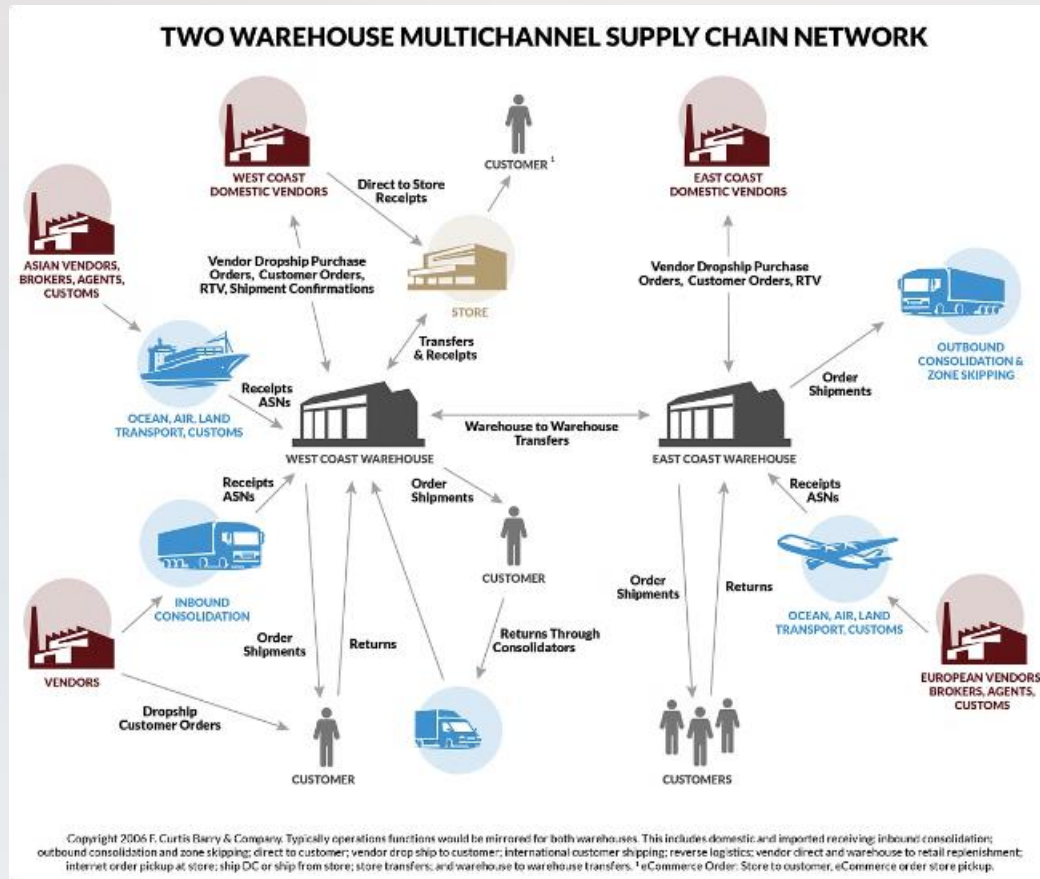 TWO WAREHOUSE MULTICHANNEL SUPPLY CHAIN NETWORK
WEST COAST
DOMESTIC VENDORS
CUSTOMER ¹
EAST COAST
DOMESTIC VENDORS
Direct to Store
Receipts
ASIAN VENDORS,
BROKERS, AGENTS,
CUSTOMS
Vendor Dropship Purchase
Orders, Customer Orders,
RTV, Shipment Confirmations
STORE
Vendor Dropship Purchase
Orders, Customer Orders, RTV
OUTBOUND
CONSOLIDATION &
ZONE SKIPPING
Transfers
& Receipts
Order
Shipments
Receipts
ASNs
OCEAN, AIR, LAND
TRANSPORT, CUSTOMS
Warehouse to Warehouse
Transfers
WEST COAST WAREHOUSE
EAST COAST WAREHOUSE
Receipts
ASNs
Order
Shipments
Receipts
ASNs
CUSTOMER
INBOUND
CONSOLIDATION
Order
Shipments
Returns
OCEAN, AIR, LAND
TRANSPORT, CUSTOMS
Order
Shipments
Returns
Returns Through
Consolidators
VENDORS
EUROPEAN VENDORS
BROKERS, AGENTS,
CUSTOMS
Dropship
Customer Orders
CUSTOMER
CUSTOMERS
Copyright 2006 F. Curtis Barry & Company. Typically operations functions would be mirrored for both warehouses. This includes domestic and imported receiving; inbound consolidation;
outbound consolidation and zone skipping; direct to customer; vendor drop ship to customer; international customer shipping; reverse logistics; vendor direct and warehouse to retail replenishment;
internet order pickup at store; ship DC or ship from store; store transfers; and warehouse to warehouse transfers. ¹ eCommerce Order: Store to customer, eCommerce order store pickup.